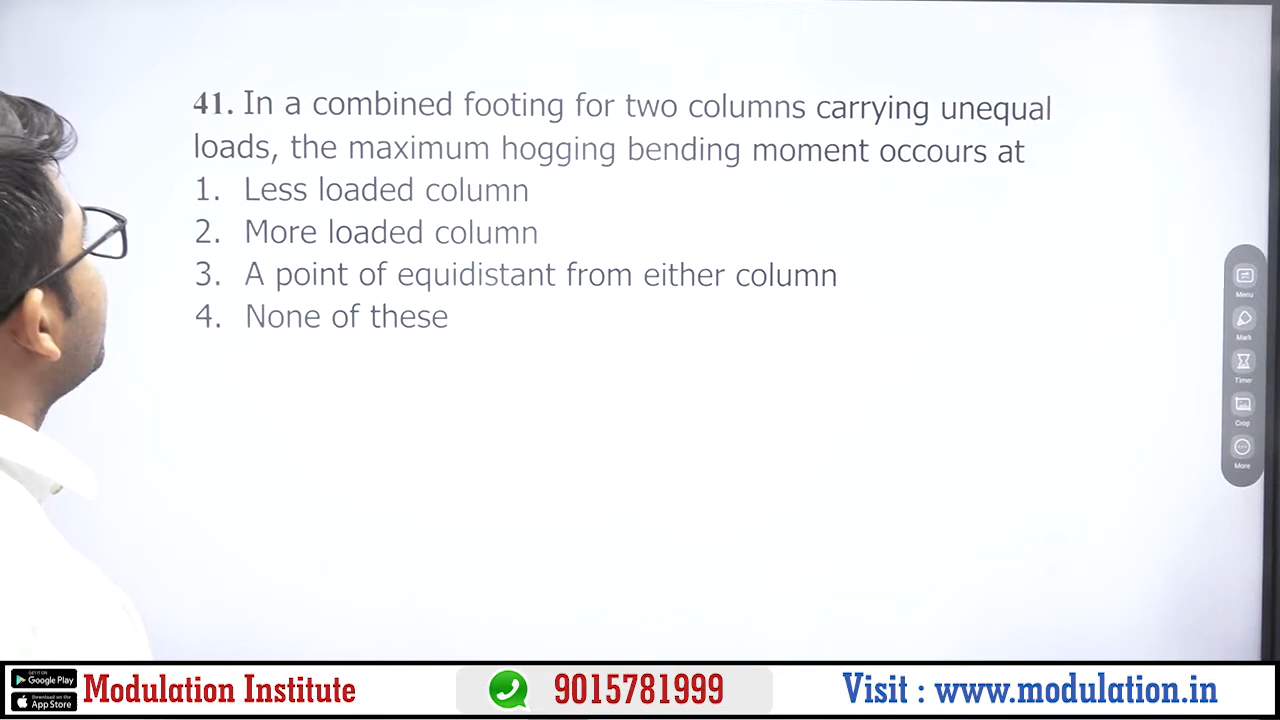 41. In a combined footing for two columns carrying unequal
loads, the maximum hogging bending moment occours at
1. Less loaded column
2. More loaded column
3. A point of equidistant from either column
4. None of these
Menu
Mark
Timer
Crop
More
GET IT ON
Google Play
Download on the
App Store
Modulation Institute
9015781999
Visit : www.modulation.in